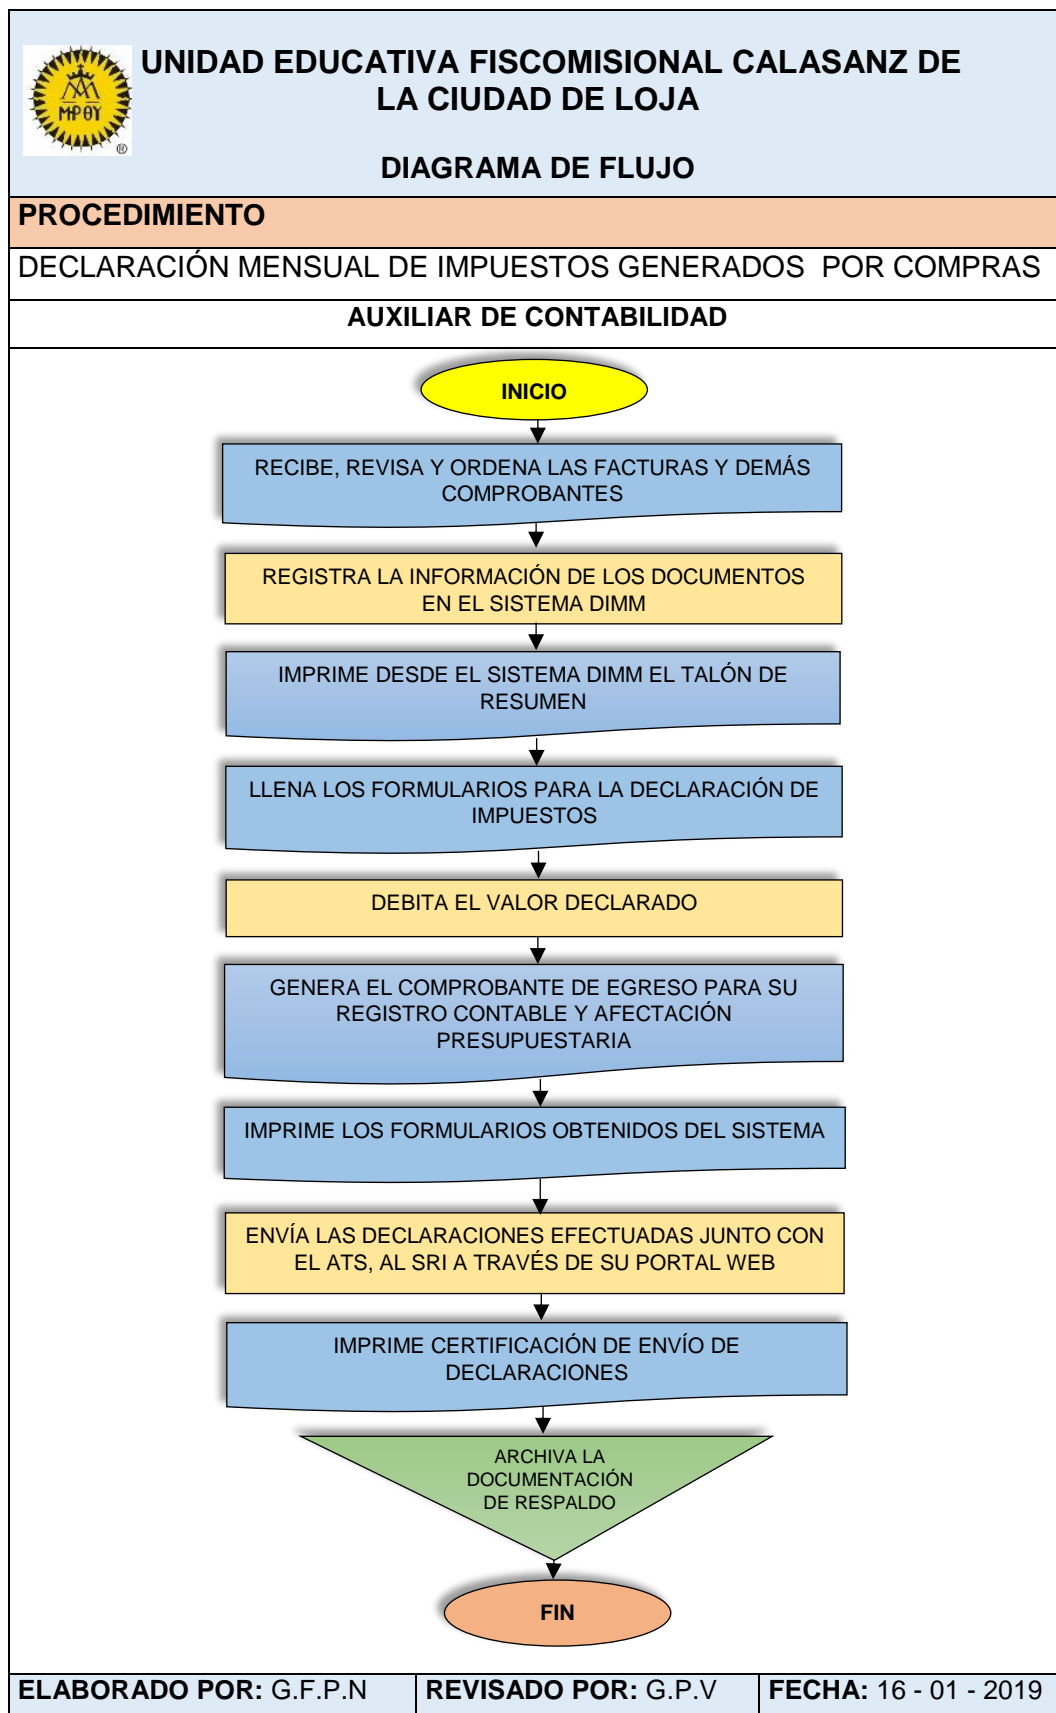 UNIDAD EDUCATIVA FISCOMISIONAL CALASANZ DE
LA CIUDAD DE LOJA
MPΘY
®
DIAGRAMA DE FLUJO
PROCEDIMIENTO
DECLARACIÓN MENSUAL DE IMPUESTOS GENERADOS POR COMPRAS
AUXILIAR DE CONTABILIDAD
INICIO
RECIBE, REVISA Y ORDENA LAS FACTURAS Y DEMÁS
COMPROBANTES
REGISTRA LA INFORMACIÓN DE LOS DOCUMENTOS
EN EL SISTEMA DIMM
IMPRIME DESDE EL SISTEMA DIMM EL TALÓN DE
RESUMEN
LLENA LOS FORMULARIOS PARA LA DECLARACIÓN DE
IMPUESTOS
DEBITA EL VALOR DECLARADO
GENERA EL COMPROBANTE DE EGRESO PARA SU
REGISTRO CONTABLE Y AFECTACIÓN
PRESUPUESTARIA
IMPRIME LOS FORMULARIOS OBTENIDOS DEL SISTEMA
ENVÍA LAS DECLARACIONES EFECTUADAS JUNTO CON
EL ATS, AL SRI A TRAVÉS DE SU PORTAL WEB
IMPRIME CERTIFICACIÓN DE ENVÍO DE
DECLARACIONES
ARCHIVA LA
DOCUMENTACIÓN
DE RESPALDO
FIN
ELABORADO POR: G.F.P.N
REVISADO POR: G.P.V
FECHA: 16 - 01 - 2019